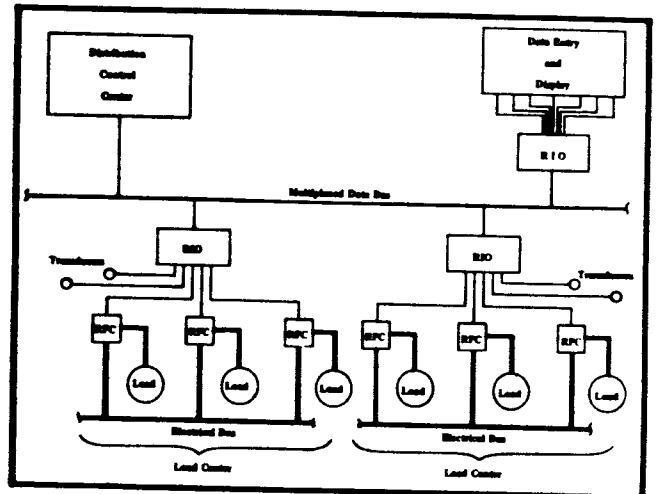 Distribution
Control
Center
Data Entry
and
Display
R I O
Multiplexed Data Bus
RIO
RIO
Transducers
Transducers
RPC
RPC
RPC
RPC
RPC
RPC
Load
Load
Load
Load
Load
Load
Electrical Bus
Electrical Bus
Load Center
Load Center